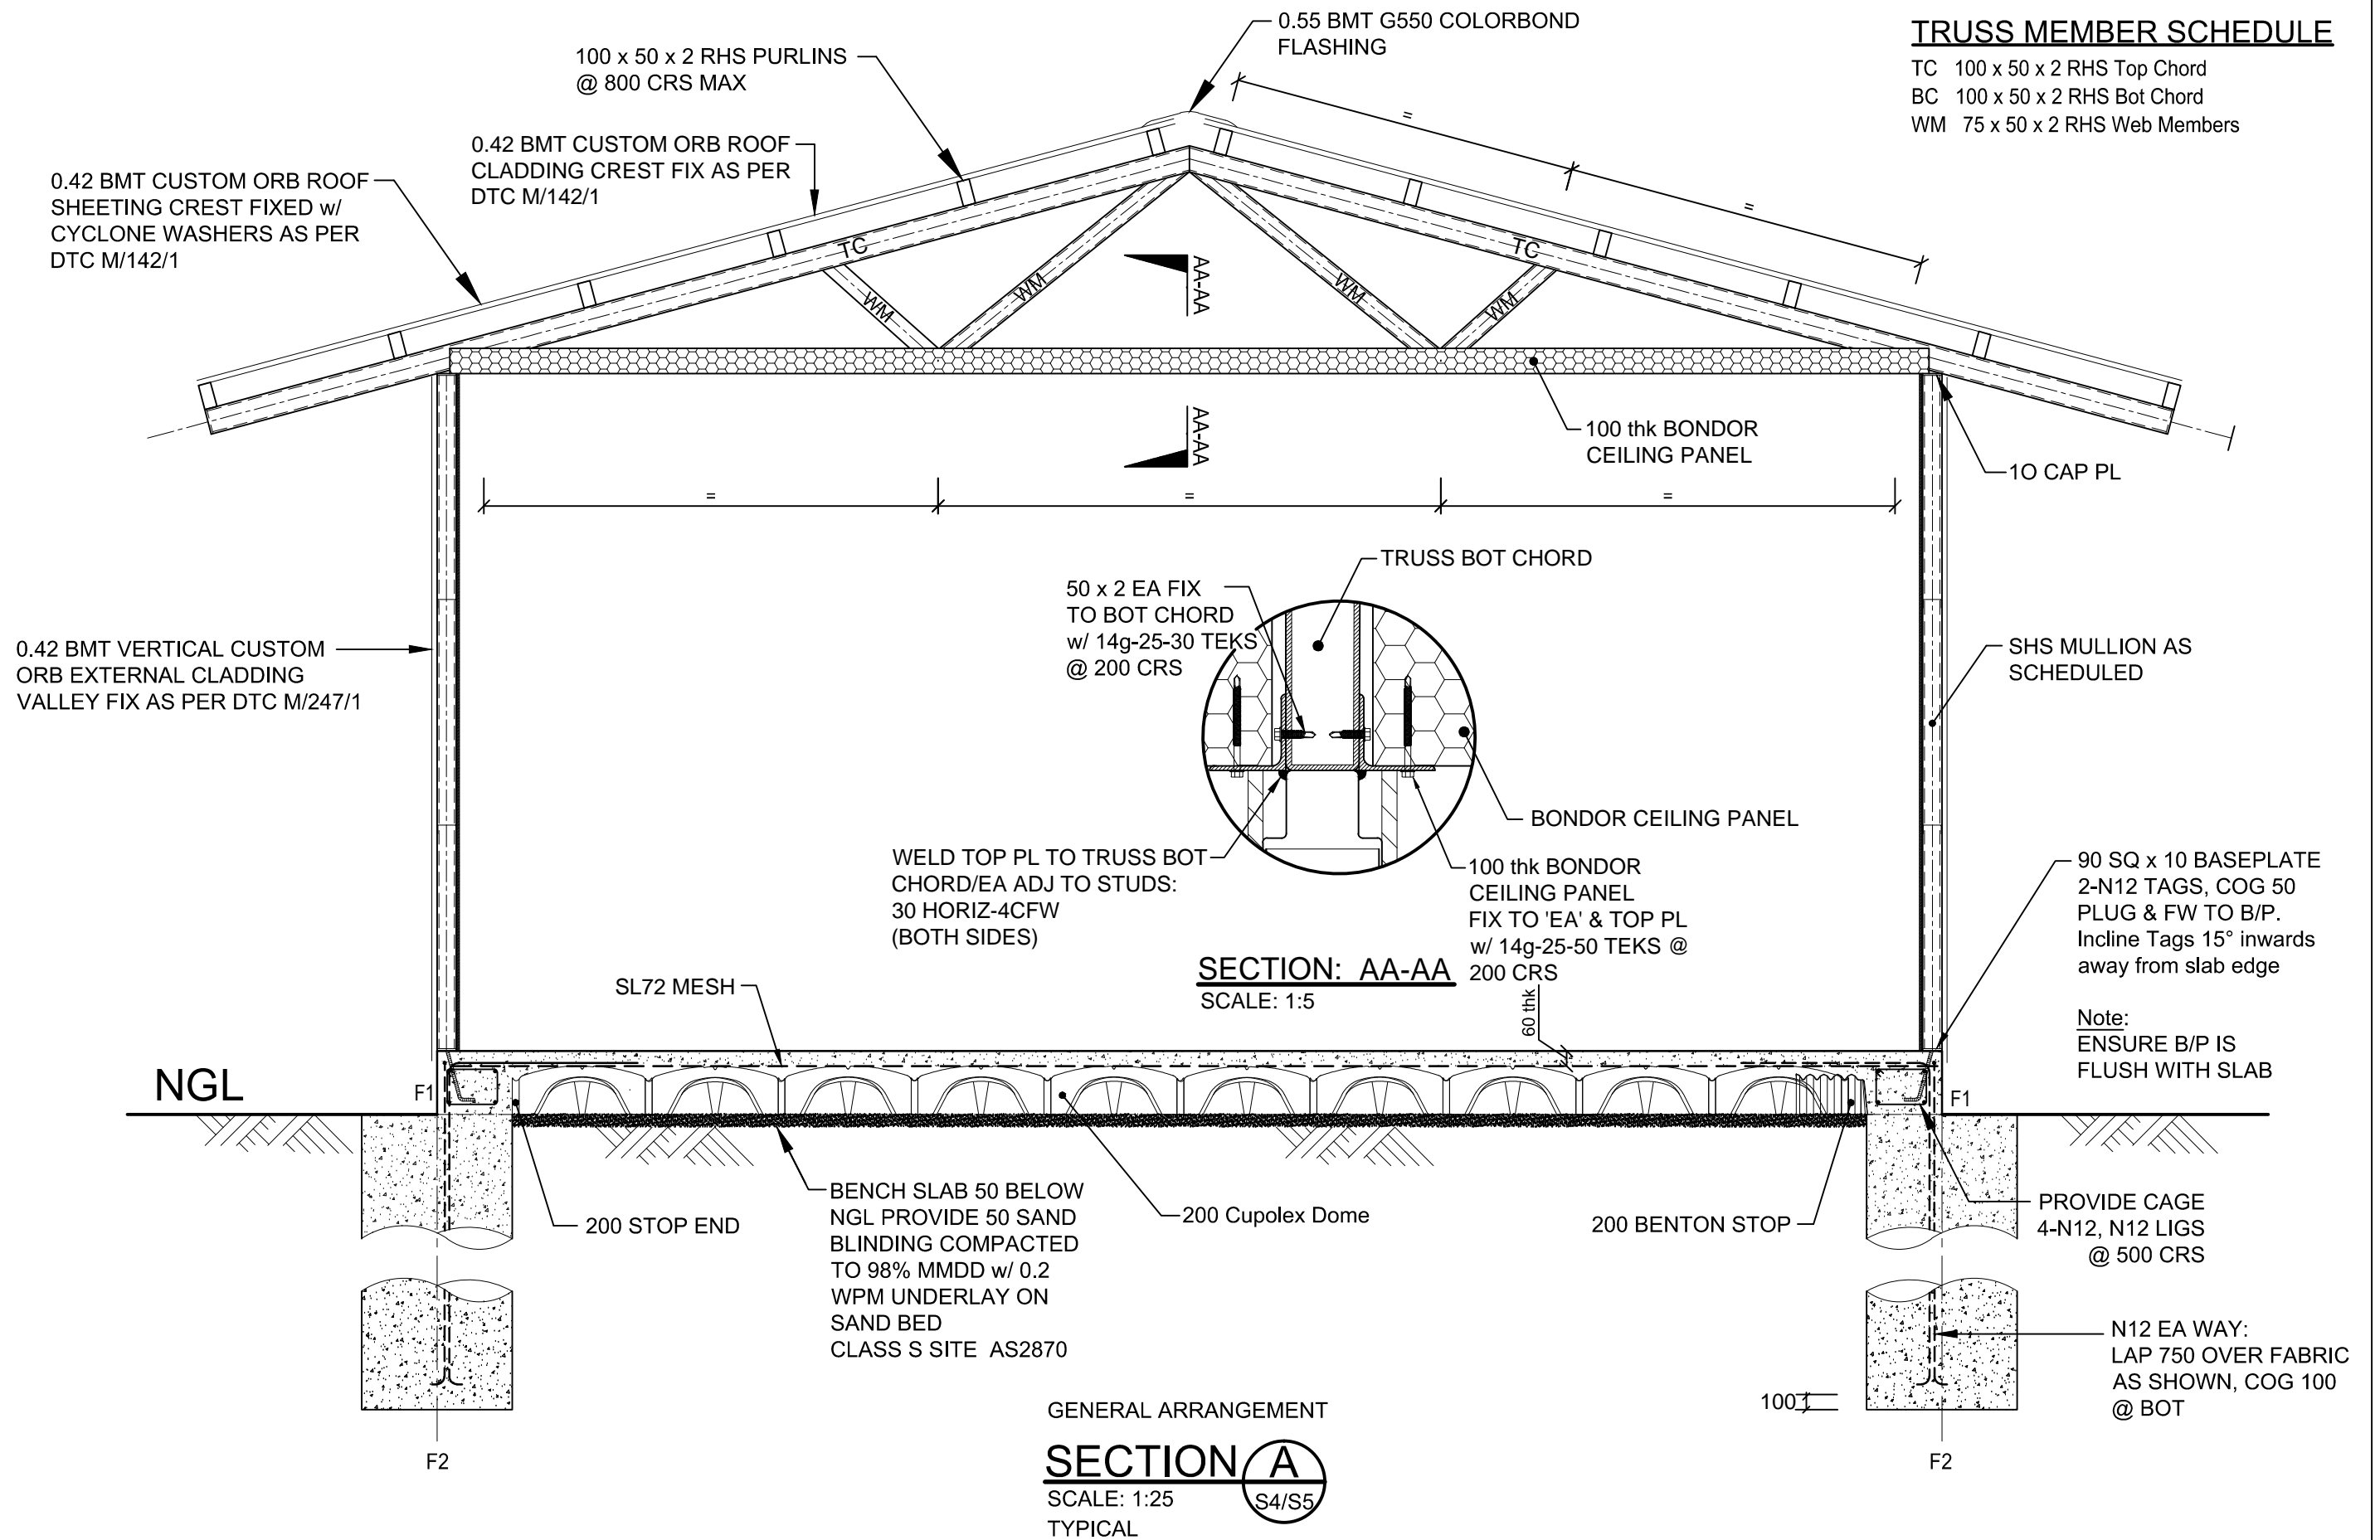 0.55 BMT G550 COLORBOND
FLASHING
TRUSS MEMBER SCHEDULE
TC 100 x 50 x 2 RHS Top Chord
BC 100 x 50 x 2 RHS Bot Chord
WM 75 x 50 x 2 RHS Web Members
100 x 50 x 2 RHS PURLINS
@ 800 CRS MAX
0.42 BMT CUSTOM ORB ROOF
CLADDING CREST FIX AS PER
DTC M/142/1
0.42 BMT CUSTOM ORB ROOF
SHEETING CREST FIXED w/
CYCLONE WASHERS AS PER
DTC M/142/1
=
=
TC
TC
WM
WM
WM
WM
AA-AA
AA-AA
100 thk BONDOR
CEILING PANEL
1O CAP PL
=
=
=
TRUSS BOT CHORD
50 x 2 EA FIX
TO BOT CHORD
w/ 14g-25-30 TEKS
@ 200 CRS
0.42 BMT VERTICAL CUSTOM
ORB EXTERNAL CLADDING
VALLEY FIX AS PER DTC M/247/1
SHS MULLION AS
SCHEDULED
BONDOR CEILING PANEL
WELD TOP PL TO TRUSS BOT
CHORD/EA ADJ TO STUDS:
30 HORIZ-4CFW
(BOTH SIDES)
100 thk BONDOR
CEILING PANEL
FIX TO 'EA' & TOP PL
w/ 14g-25-50 TEKS @
200 CRS
90 SQ x 10 BASEPLATE
2-N12 TAGS, COG 50
PLUG & FW TO B/P.
Incline Tags 15° inwards
away from slab edge
Note:
ENSURE B/P IS
FLUSH WITH SLAB
SECTION: AA-AA
SCALE: 1:5
SL72 MESH
60 thk
NGL
F1
F1
200 STOP END
BENCH SLAB 50 BELOW
NGL PROVIDE 50 SAND
BLINDING COMPACTED
TO 98% MMDD w/ 0.2
WPM UNDERLAY ON
SAND BED
CLASS S SITE AS2870
200 Cupolex Dome
200 BENTON STOP
PROVIDE CAGE
4-N12, N12 LIGS
@ 500 CRS
N12 EA WAY:
LAP 750 OVER FABRIC
AS SHOWN, COG 100
@ BOT
100
F2
F2
GENERAL ARRANGEMENT
SECTION A
S4/S5
SCALE: 1:25
TYPICAL